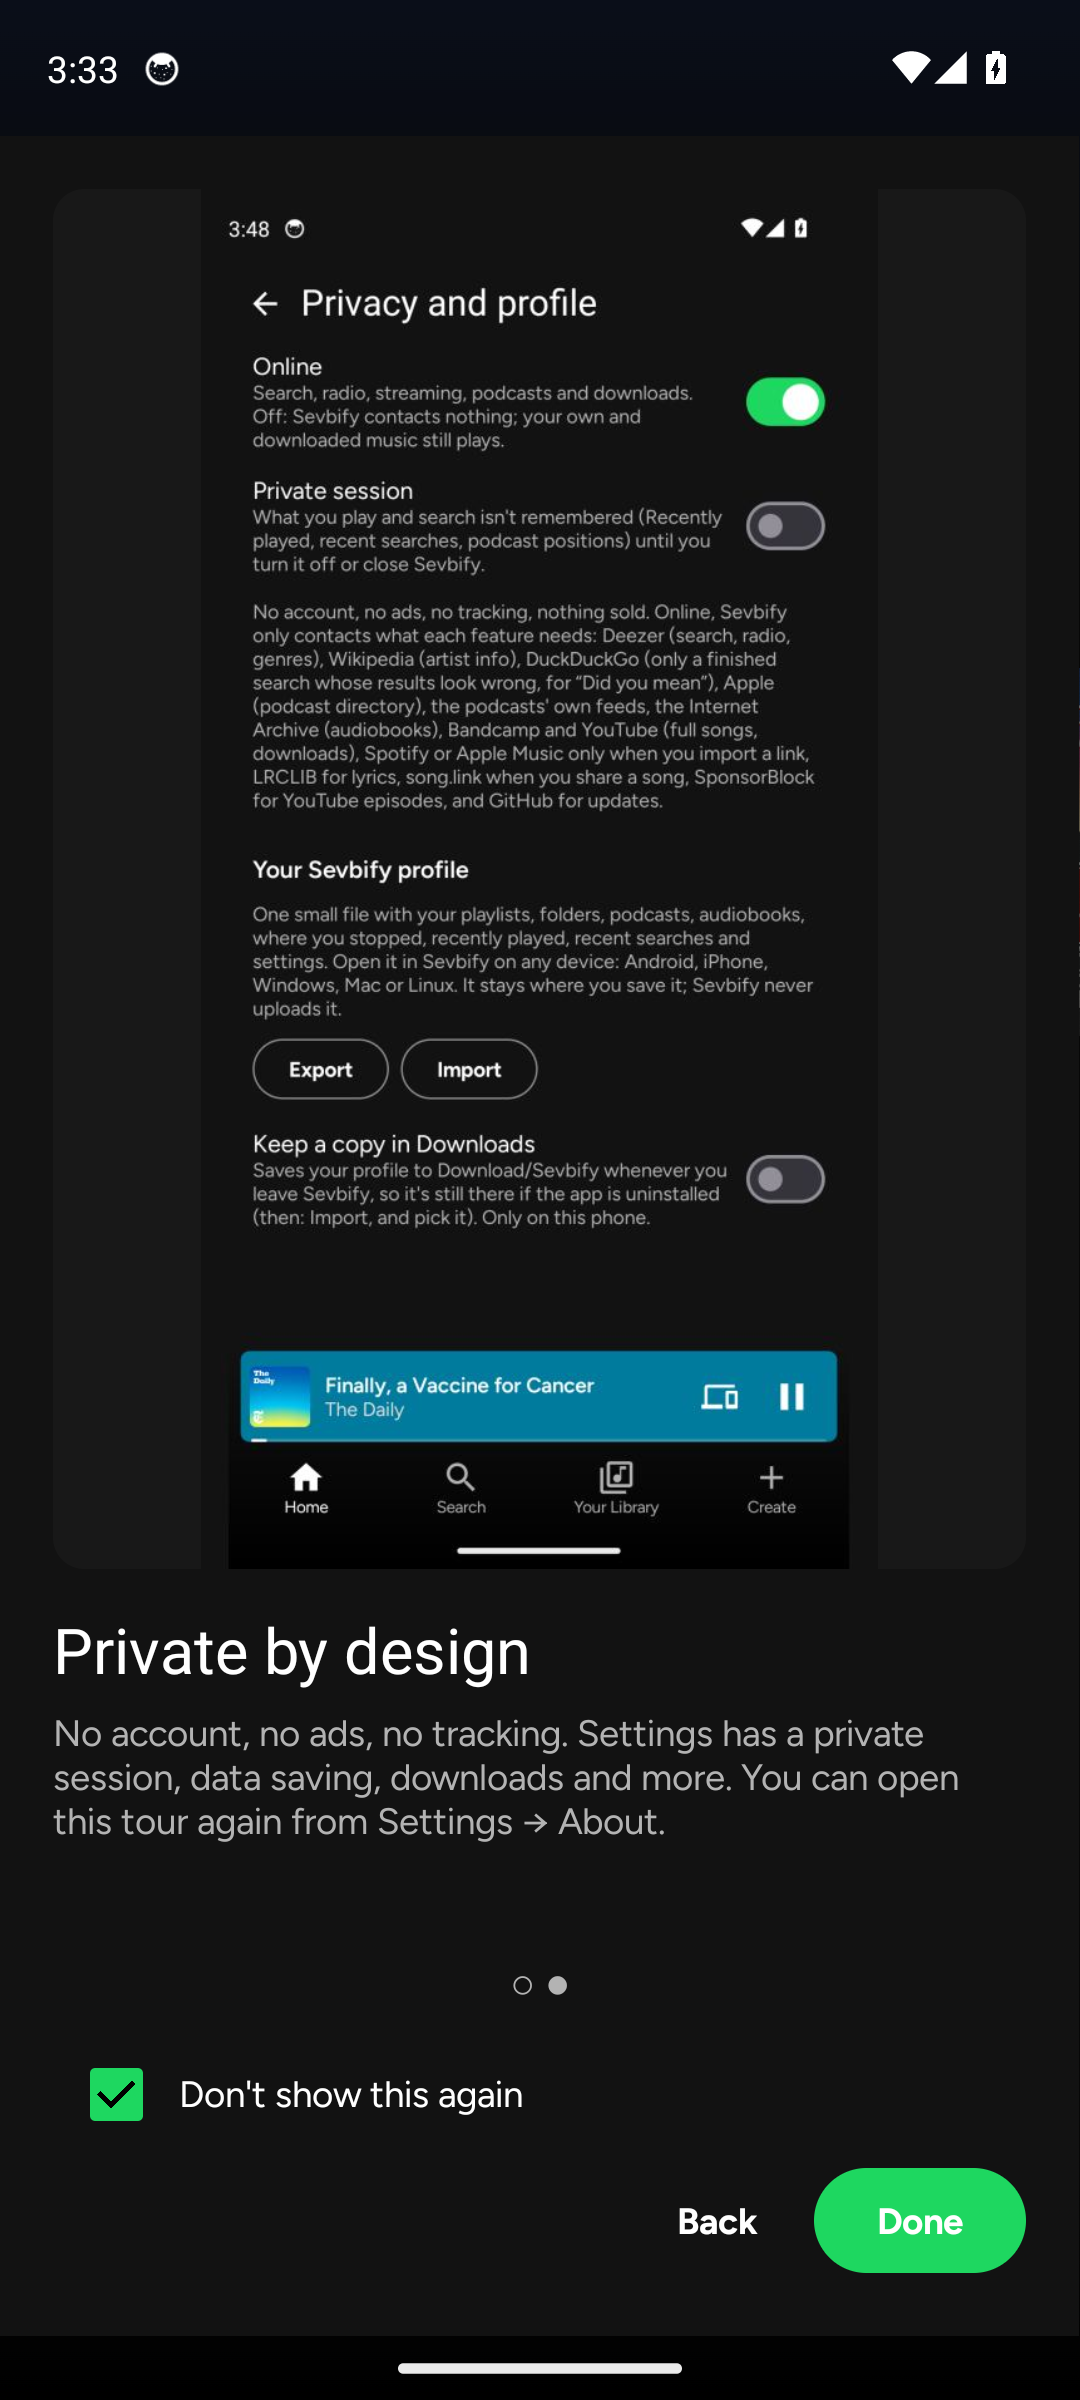 3:33
3:48
Privacy and profile
Online
Search, radio, streaming, podcasts and downloads.
Off: Sevbify contacts nothing; your own and
downloaded music still plays.
Private session
What you play and search isn't remembered (Recently
played, recent searches, podcast positions) until you
turn it off or close Sevbify.
No account, no ads, no tracking, nothing sold. Online, Sevbify
only contacts what each feature needs: Deezer (search, radio,
genres), Wikipedia (artist info), DuckDuckGo (only a finished
search whose results look wrong, for “Did you mean”), Apple
(podcast directory), the podcasts' own feeds, the Internet
Archive (audiobooks), Bandcamp and YouTube (full songs,
downloads), Spotify or Apple Music only when you import a link,
LRCLIB for lyrics, song.link when you share a song, SponsorBlock
for YouTube episodes, and GitHub for updates.
Your Sevbify profile
One small file with your playlists, folders, podcasts, audiobooks,
where you stopped, recently played, recent searches and
settings. Open it in Sevbify on any device: Android, iPhone,
Windows, Mac or Linux. It stays where you save it; Sevbify never
uploads it.
Export Import
Keep a copy in Downloads
Saves your profile to Download/Sevbify whenever you
leave Sevbify, so it's still there if the app is uninstalled
(then: Import, and pick it). Only on this phone.
The
Daily
Finally, a Vaccine for Cancer
The Daily
Home Search Your Library Create
Private by design
No account, no ads, no tracking. Settings has a private
session, data saving, downloads and more. You can open
this tour again from Settings → About.
Don't show this again
Back Done